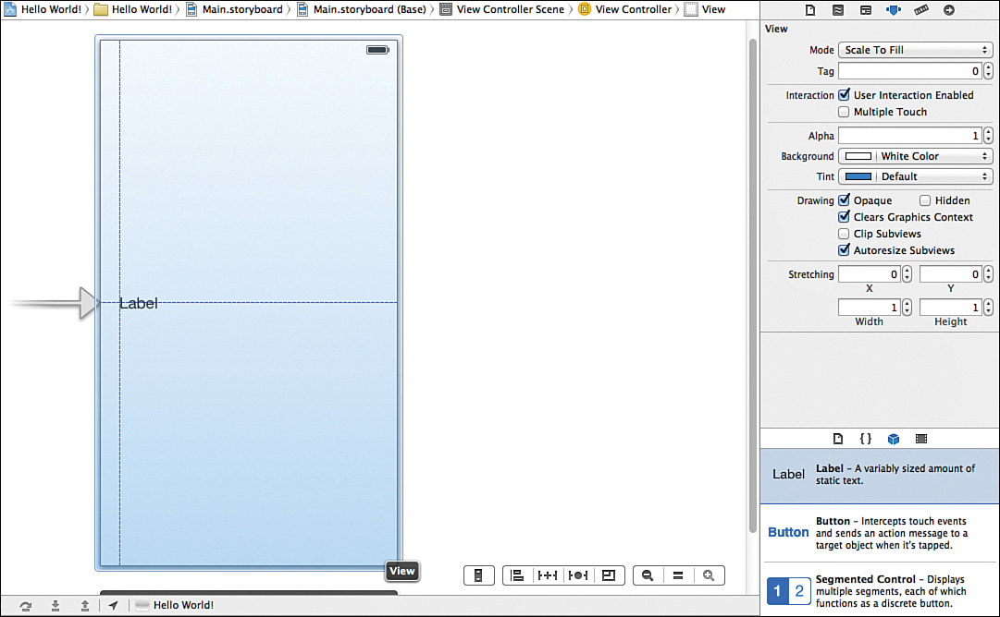 Hello World! Hello World! Main.storyboard Main.storyboard (Base) View Controller Scene View Controller View
Label
View
Hello World!
View
Mode Scale To Fill
Tag 0
Interaction User Interaction Enabled
Multiple Touch
Alpha 1
Background White Color
Tint Default
Drawing Opaque Hidden
Clears Graphics Context
Clip Subviews
Autoresize Subviews
Stretching 0 0
X Y
1 1
Width Height
{}
Label
Label – A variably sized amount of
static text.
Button
Button – Intercepts touch events
and sends an action message to a
target object when it's tapped.
1 2
Segmented Control – Displays
multiple segments, each of which
functions as a discrete button.